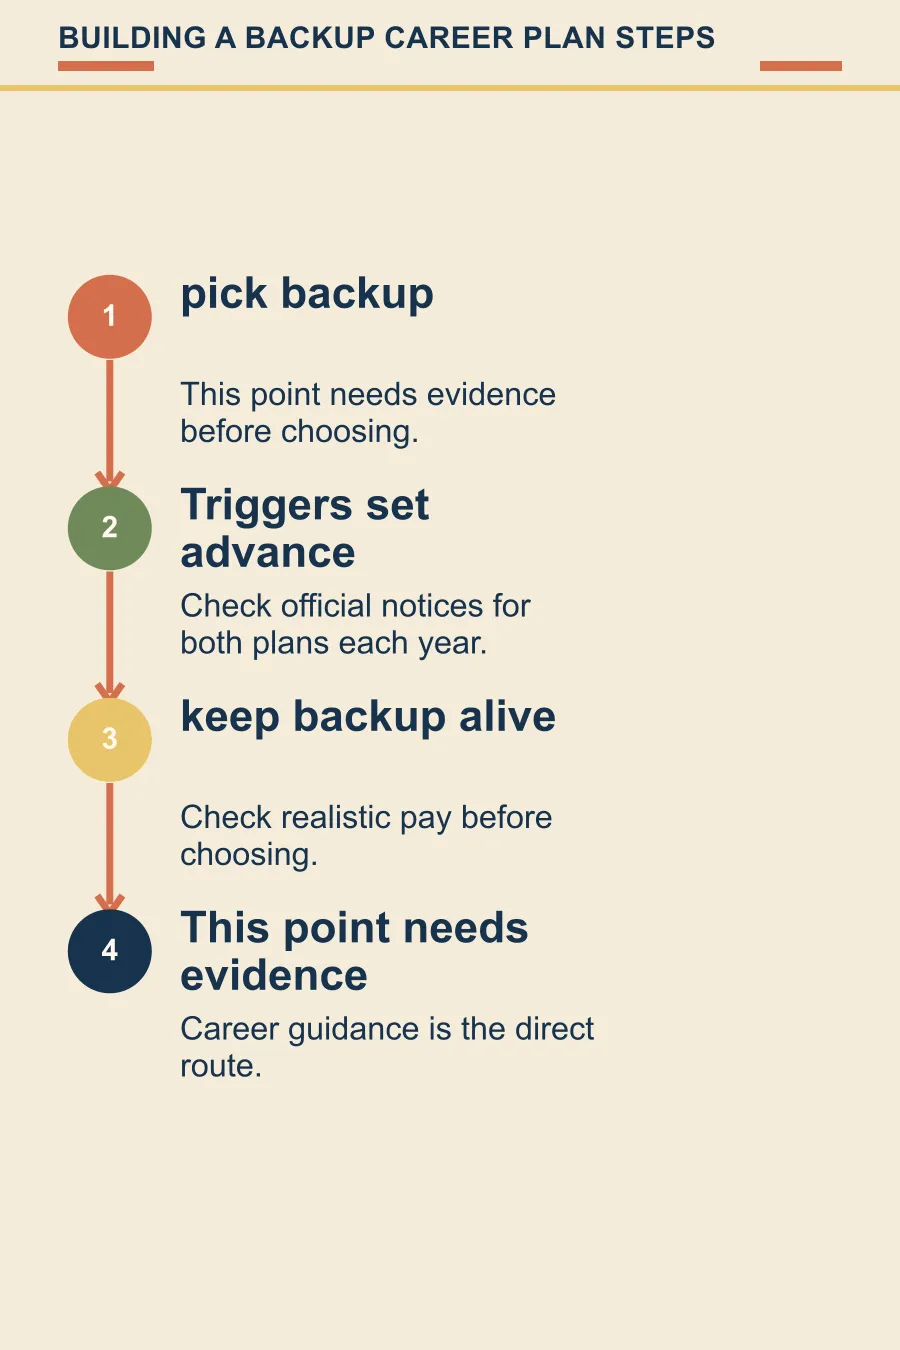 BUILDING A BACKUP CAREER PLAN STEPS
1
pick backup
This point needs evidence
before choosing.
2
Triggers set
advance
Check official notices for
both plans each year.
3
keep backup alive
Check realistic pay before
choosing.
4
This point needs
evidence
Career guidance is the direct
route.